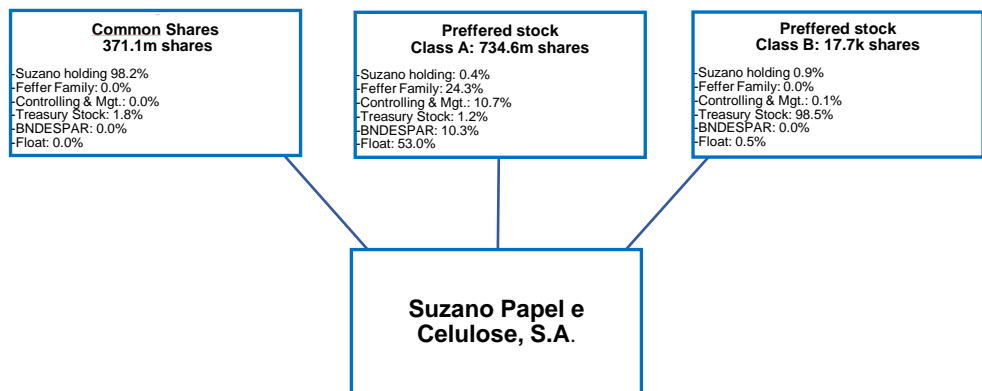 Common Shares
371.1m shares
-Suzano holding 98.2%
-Feffer Family: 0.0%
-Controlling & Mgt.: 0.0%
-Treasury Stock: 1.8%
-BNDESPAR: 0.0%
-Float: 0.0%
Preffered stock
Class A: 734.6m shares
-Suzano holding: 0.4%
-Feffer Family: 24.3%
-Controlling & Mgt.: 10.7%
-Treasury Stock: 1.2%
-BNDESPAR: 10.3%
-Float: 53.0%
Preffered stock
Class B: 17.7k shares
-Suzano holding 0.9%
-Feffer Family: 0.0%
-Controlling & Mgt.: 0.1%
-Treasury Stock: 98.5%
-BNDESPAR: 0.0%
-Float: 0.5%
Suzano Papel e
Celulose, S.A.